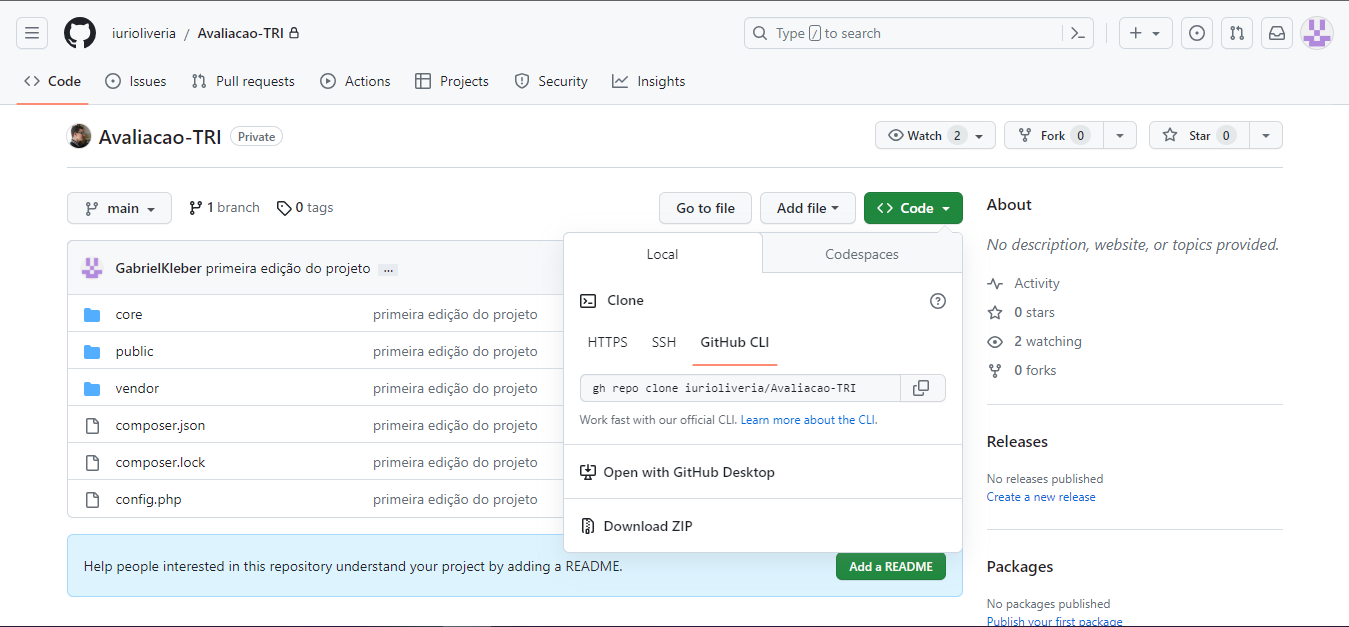 iurioliveria / Avaliacao-TRI
Type / to search
Code Issues Pull requests Actions Projects Security Insights
Avaliacao-TRI Private
Watch 2 Fork 0 Star 0
main 1 branch 0 tags Go to file Add file Code
GabrielKleber primeira edição do projeto ...
core primeira edição do projeto
public primeira edição do projeto
vendor primeira edição do projeto
composer.json primeira edição do projeto
composer.lock primeira edição do projeto
config.php primeira edição do projeto
Local Codespaces
Clone
HTTPS SSH GitHub CLI
gh repo clone iurioliveria/Avaliacao-TRI
Work fast with our official CLI. Learn more about the CLI.
Open with GitHub Desktop
Download ZIP
Help people interested in this repository understand your project by adding a README. Add a README
About
No description, website, or topics provided.
Activity
0 stars
2 watching
0 forks
Releases
No releases published
Create a new release
Packages
No packages published
Publish your first package